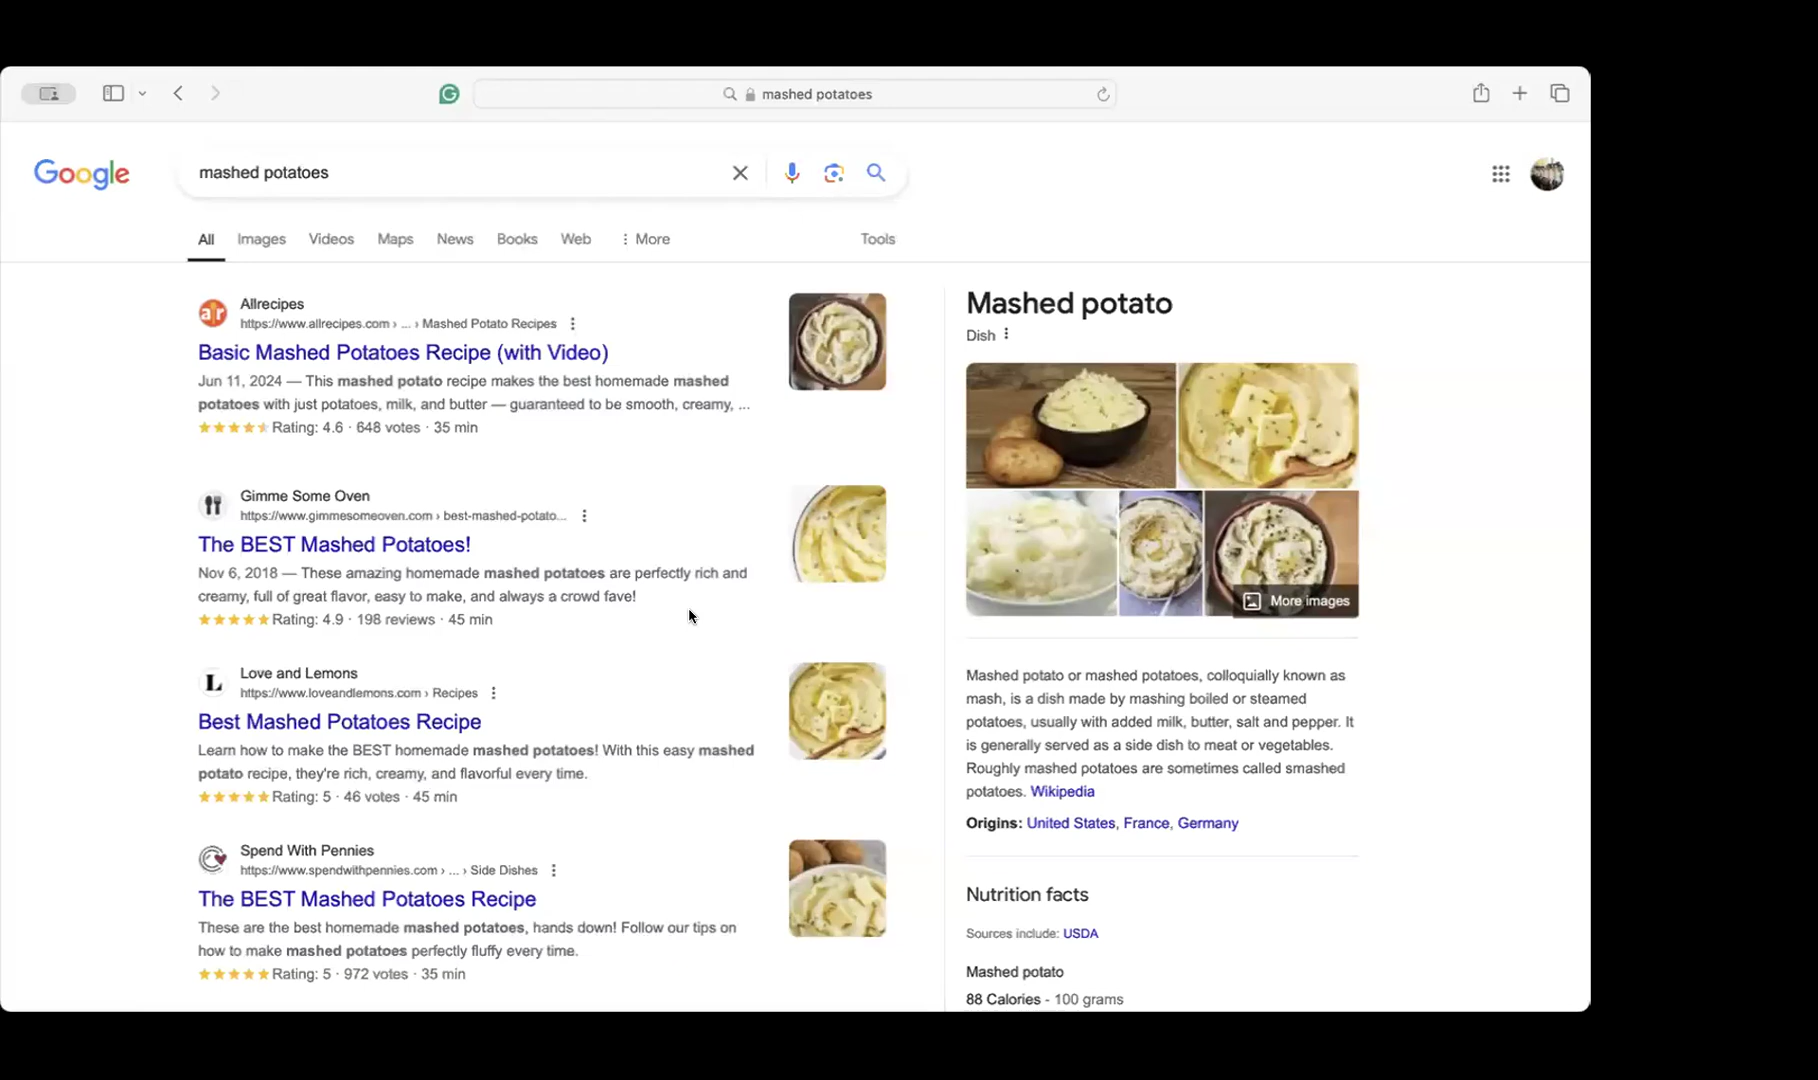 mashed potatoes
Google
mashed potatoes
All Images Videos Maps News Books Web More Tools
Allrecipes
https://www.allrecipes.com › ... › Mashed Potato Recipes
Basic Mashed Potatoes Recipe (with Video)
Jun 11, 2024 — This mashed potato recipe makes the best homemade mashed
potatoes with just potatoes, milk, and butter — guaranteed to be smooth, creamy, ...
Rating: 4.6 · 648 votes · 35 min
Gimme Some Oven
https://www.gimmesomeoven.com › best-mashed-potato...
The BEST Mashed Potatoes!
Nov 6, 2018 — These amazing homemade mashed potatoes are perfectly rich and
creamy, full of great flavor, easy to make, and always a crowd fave!
Rating: 4.9 · 198 reviews · 45 min
Love and Lemons
https://www.loveandlemons.com › Recipes
Best Mashed Potatoes Recipe
Learn how to make the BEST homemade mashed potatoes! With this easy mashed
potato recipe, they're rich, creamy, and flavorful every time.
Rating: 5 · 46 votes · 45 min
Spend With Pennies
https://www.spendwithpennies.com › ... › Side Dishes
The BEST Mashed Potatoes Recipe
These are the best homemade mashed potatoes, hands down! Follow our tips on
how to make mashed potatoes perfectly fluffy every time.
Rating: 5 · 972 votes · 35 min
Mashed potato
Dish
More images
Mashed potato or mashed potatoes, colloquially known as
mash, is a dish made by mashing boiled or steamed
potatoes, usually with added milk, butter, salt and pepper. It
is generally served as a side dish to meat or vegetables.
Roughly mashed potatoes are sometimes called smashed
potatoes. Wikipedia
Origins: United States, France, Germany
Nutrition facts
Sources include: USDA
Mashed potato
88 Calories - 100 grams